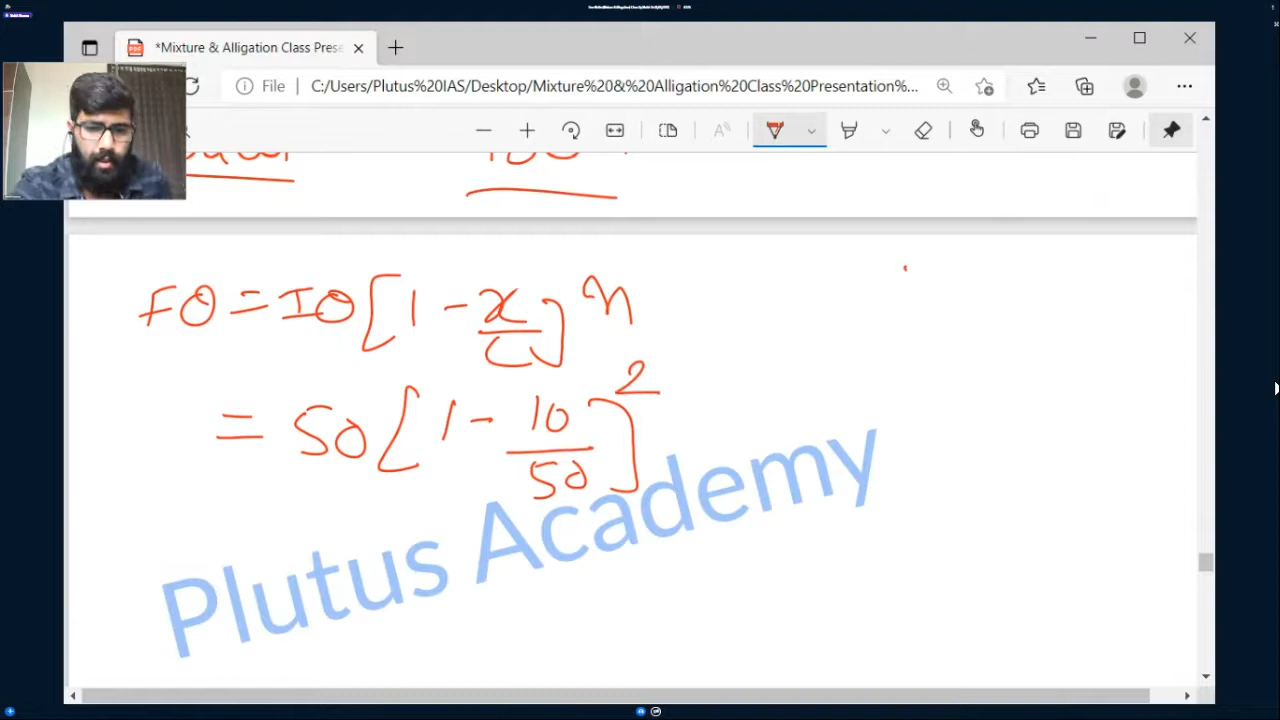 *Mixture & Alligation Class Prese
File
C:/Users/Plutus%20IAS/Desktop/Mixture%20&%20Alligation%20Class%20Presentation%...
FQ = IQ [1 - x/C]^n
= 50 [1 - 10/50]^2
Plutus Academy